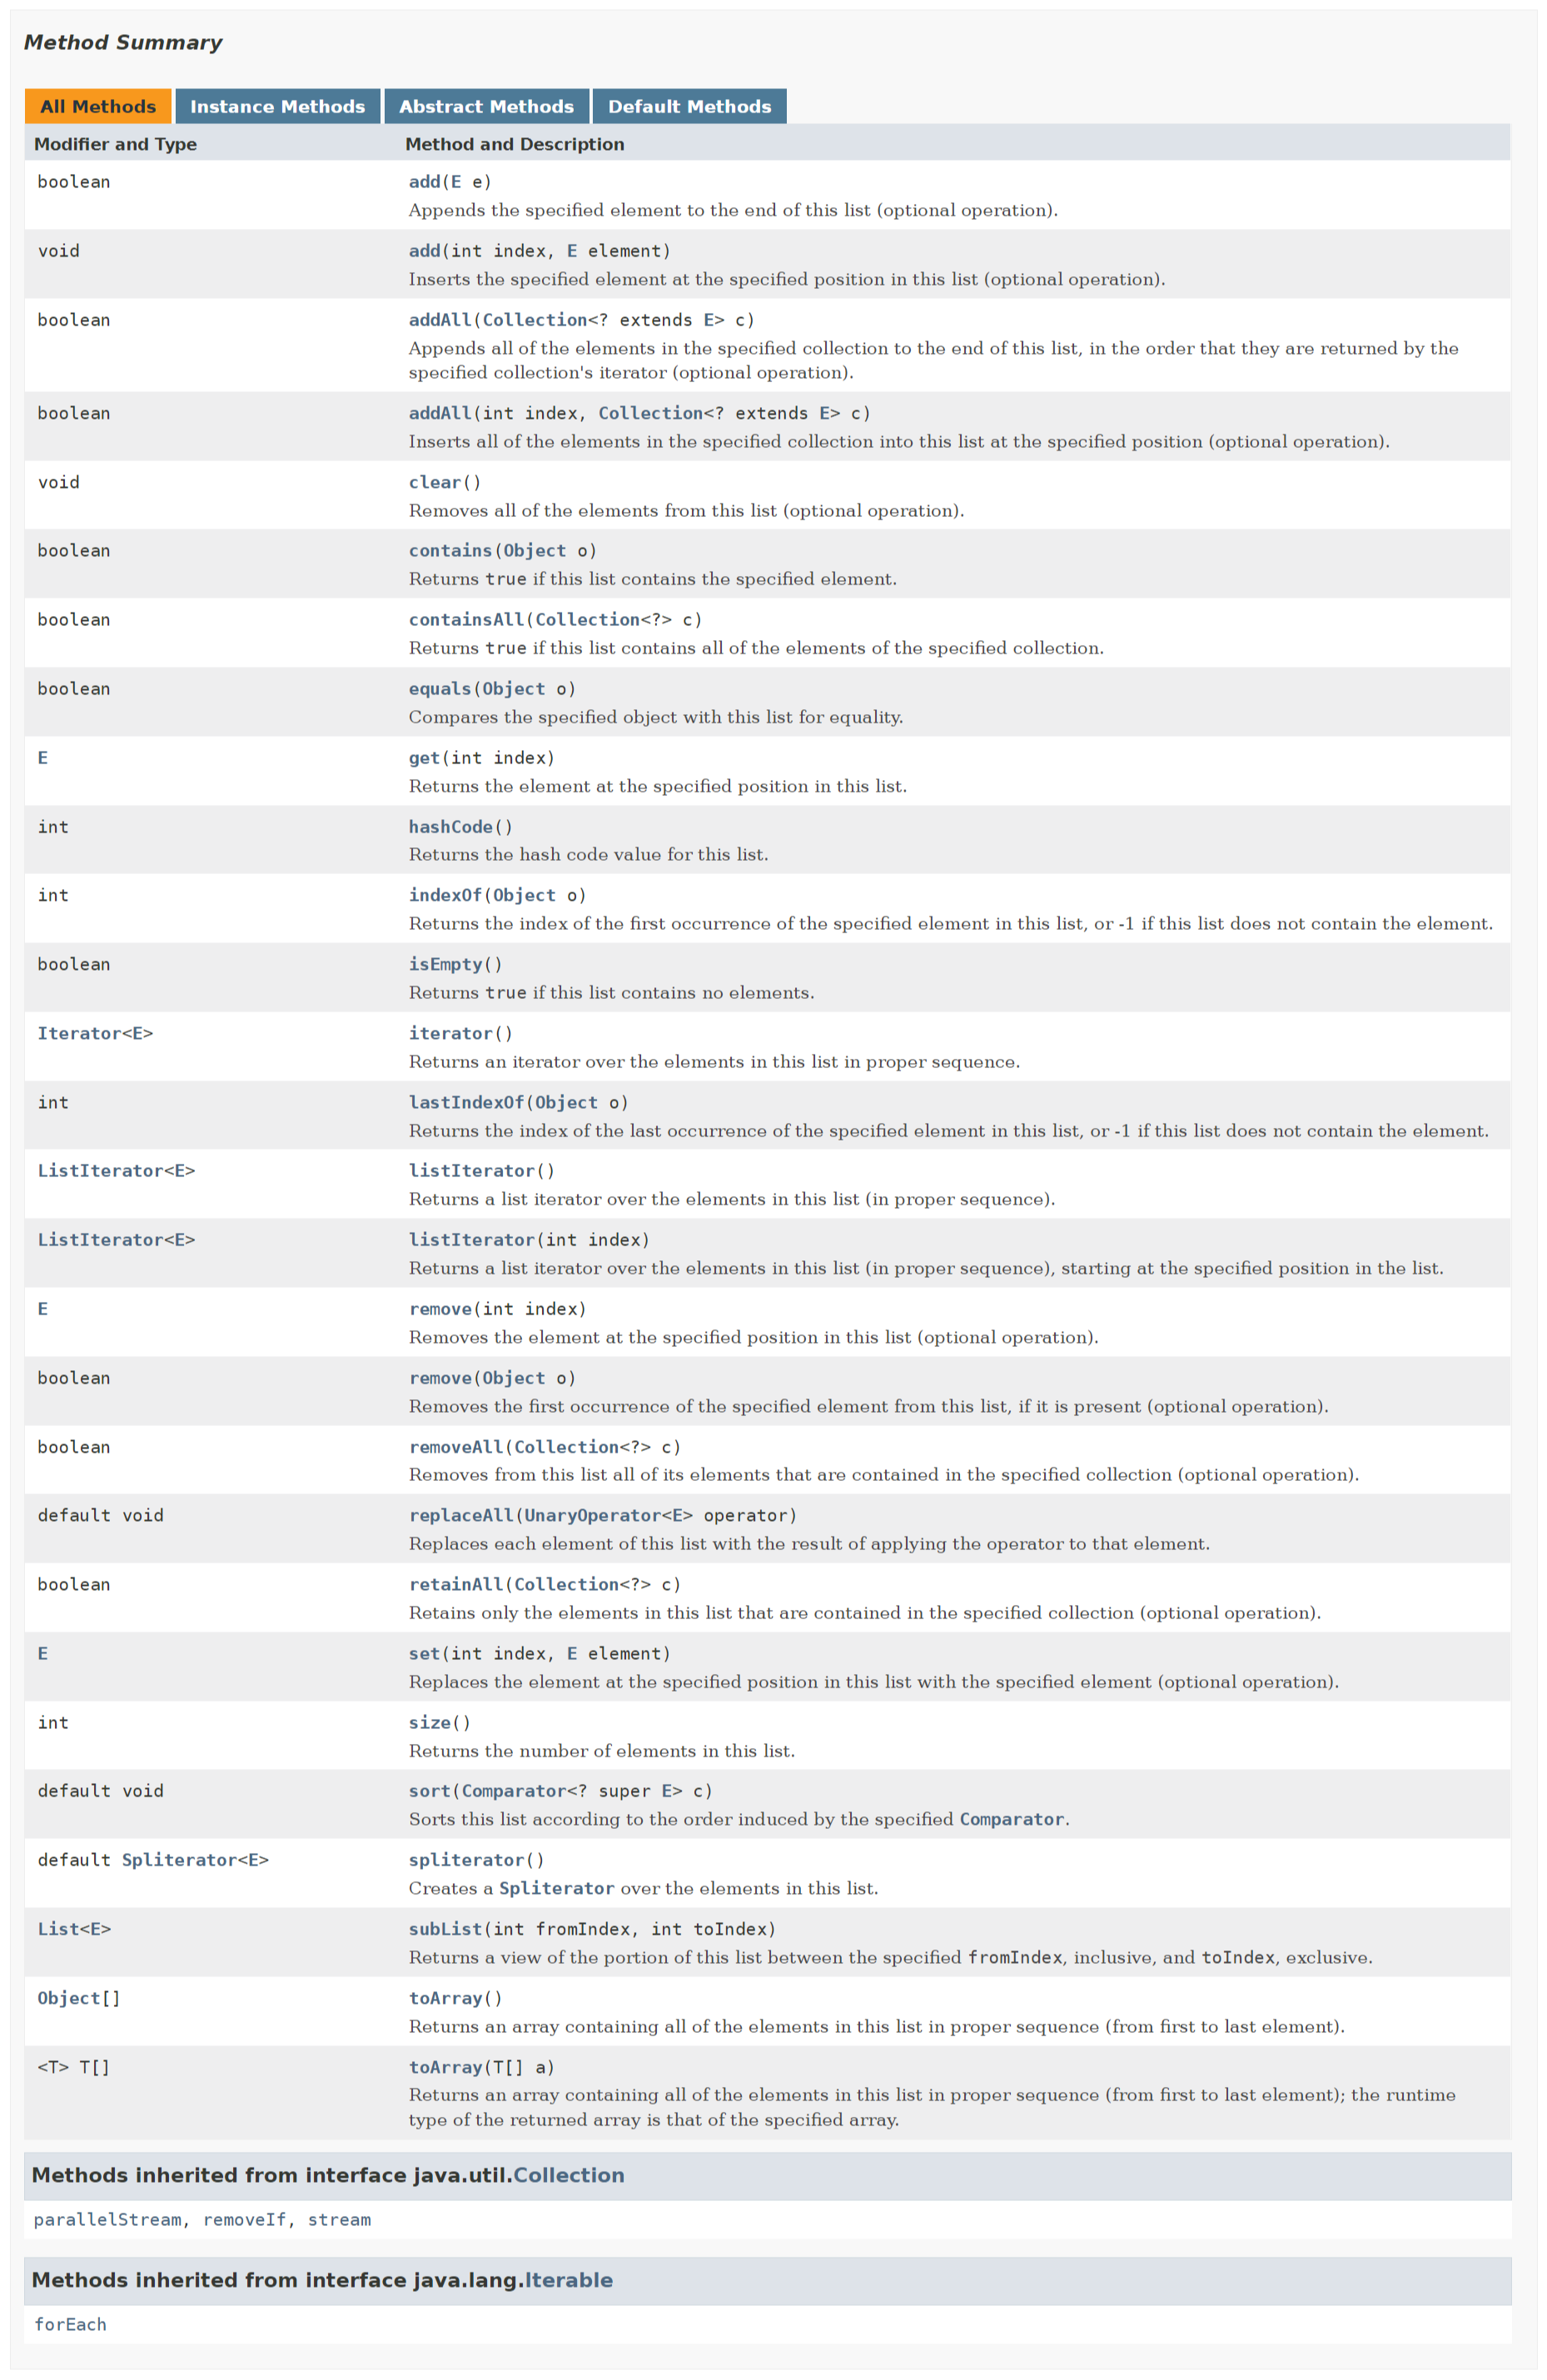 Method Summary
All Methods Instance Methods Abstract Methods Default Methods
Modifier and Type Method and Description
boolean add(E e)
Appends the specified element to the end of this list (optional operation).
void add(int index, E element)
Inserts the specified element at the specified position in this list (optional operation).
boolean addAll(Collection<? extends E> c)
Appends all of the elements in the specified collection to the end of this list, in the order that they are returned by the
specified collection's iterator (optional operation).
boolean addAll(int index, Collection<? extends E> c)
Inserts all of the elements in the specified collection into this list at the specified position (optional operation).
void clear()
Removes all of the elements from this list (optional operation).
boolean contains(Object o)
Returns true if this list contains the specified element.
boolean containsAll(Collection<?> c)
Returns true if this list contains all of the elements of the specified collection.
boolean equals(Object o)
Compares the specified object with this list for equality.
E get(int index)
Returns the element at the specified position in this list.
int hashCode()
Returns the hash code value for this list.
int indexOf(Object o)
Returns the index of the first occurrence of the specified element in this list, or -1 if this list does not contain the element.
boolean isEmpty()
Returns true if this list contains no elements.
Iterator<E> iterator()
Returns an iterator over the elements in this list in proper sequence.
int lastIndexOf(Object o)
Returns the index of the last occurrence of the specified element in this list, or -1 if this list does not contain the element.
ListIterator<E> listIterator()
Returns a list iterator over the elements in this list (in proper sequence).
ListIterator<E> listIterator(int index)
Returns a list iterator over the elements in this list (in proper sequence), starting at the specified position in the list.
E remove(int index)
Removes the element at the specified position in this list (optional operation).
boolean remove(Object o)
Removes the first occurrence of the specified element from this list, if it is present (optional operation).
boolean removeAll(Collection<?> c)
Removes from this list all of its elements that are contained in the specified collection (optional operation).
default void replaceAll(UnaryOperator<E> operator)
Replaces each element of this list with the result of applying the operator to that element.
boolean retainAll(Collection<?> c)
Retains only the elements in this list that are contained in the specified collection (optional operation).
E set(int index, E element)
Replaces the element at the specified position in this list with the specified element (optional operation).
int size()
Returns the number of elements in this list.
default void sort(Comparator<? super E> c)
Sorts this list according to the order induced by the specified Comparator.
default Spliterator<E> spliterator()
Creates a Spliterator over the elements in this list.
List<E> subList(int fromIndex, int toIndex)
Returns a view of the portion of this list between the specified fromIndex, inclusive, and toIndex, exclusive.
Object[] toArray()
Returns an array containing all of the elements in this list in proper sequence (from first to last element).
<T> T[] toArray(T[] a)
Returns an array containing all of the elements in this list in proper sequence (from first to last element); the runtime
type of the returned array is that of the specified array.
Methods inherited from interface java.util.Collection
parallelStream, removeIf, stream
Methods inherited from interface java.lang.Iterable
forEach